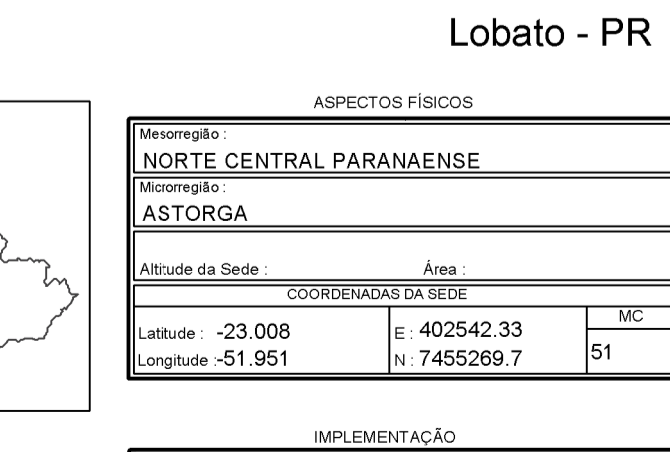 Lobato - PR
ASPECTOS FÍSICOS
Mesorregião :
NORTE CENTRAL PARANAENSE
Microrregião :
ASTORGA
Altitude da Sede : Área :
COORDENADAS DA SEDE
MC
Latitude : -23.008 E : 402542.33
51
Longitude :-51.951 N : 7455269.7
IMPLEMENTAÇÃO